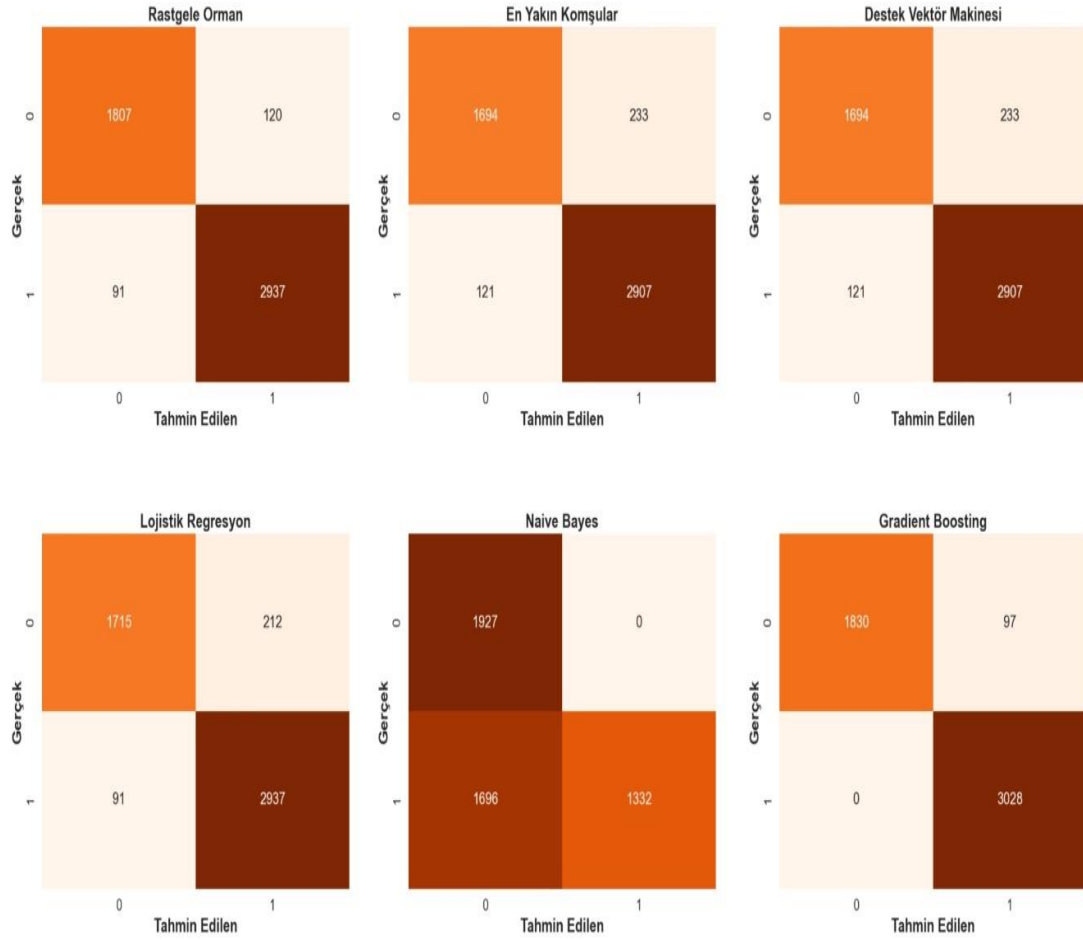 Rastgele Orman
En Yakın Komşular
Destek Vektör Makinesi
0 1807 120
0 1694 233
0 1694 233
Gerçek
Gerçek
Gerçek
1 91 2937
1 121 2907
1 121 2907
0 1
0 1
0 1
Tahmin Edilen
Tahmin Edilen
Tahmin Edilen
Lojistik Regresyon
Naive Bayes
Gradient Boosting
0 1715 212
0 1927 0
0 1830 97
Gerçek
Gerçek
Gerçek
1 91 2937
1 1696 1332
1 0 3028
0 1
0 1
0 1
Tahmin Edilen
Tahmin Edilen
Tahmin Edilen